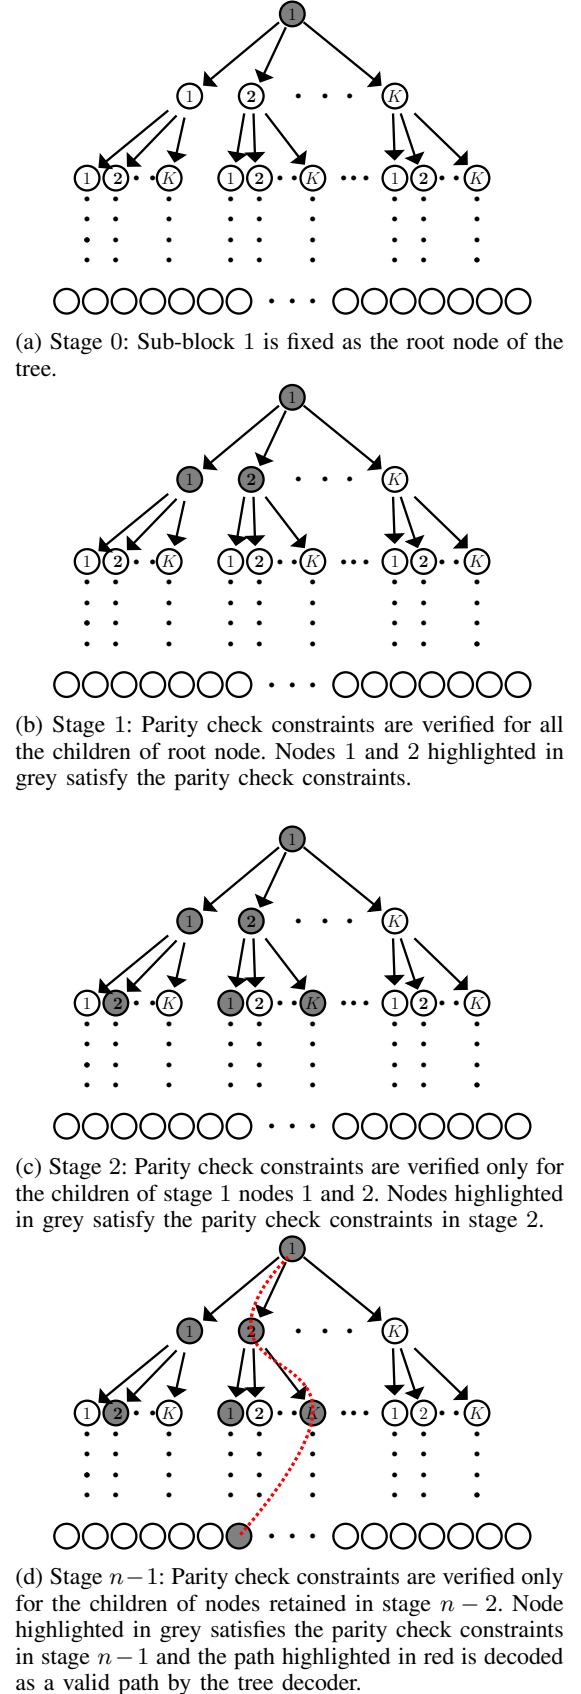 1
1 2 · · · K
1 2 · · K 1 2 · · K · · · 1 2 · · K
(a) Stage 0: Sub-block 1 is fixed as the root node of the
tree.
1
1 2 · · · K
1 2 · · K 1 2 · · K · · · 1 2 · · K
(b) Stage 1: Parity check constraints are verified for all
the children of root node. Nodes 1 and 2 highlighted in
grey satisfy the parity check constraints.
1
1 2 · · · K
1 2 · · K 1 2 · · K · · · 1 2 · · K
(c) Stage 2: Parity check constraints are verified only for
the children of stage 1 nodes 1 and 2. Nodes highlighted
in grey satisfy the parity check constraints in stage 2.
1
1 2 · · · K
1 2 · · K 1 2 · · K · · · 1 2 · · K
(d) Stage n−1: Parity check constraints are verified only
for the children of nodes retained in stage n − 2. Node
highlighted in grey satisfies the parity check constraints
in stage n−1 and the path highlighted in red is decoded
as a valid path by the tree decoder.